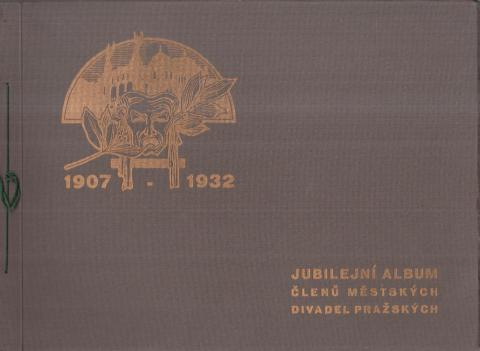 1907 - 1932
JUBILEJNÍ ALBUM
ČLENŮ MĚSTSKÝCH
DIVADEL PRAŽSKÝCH